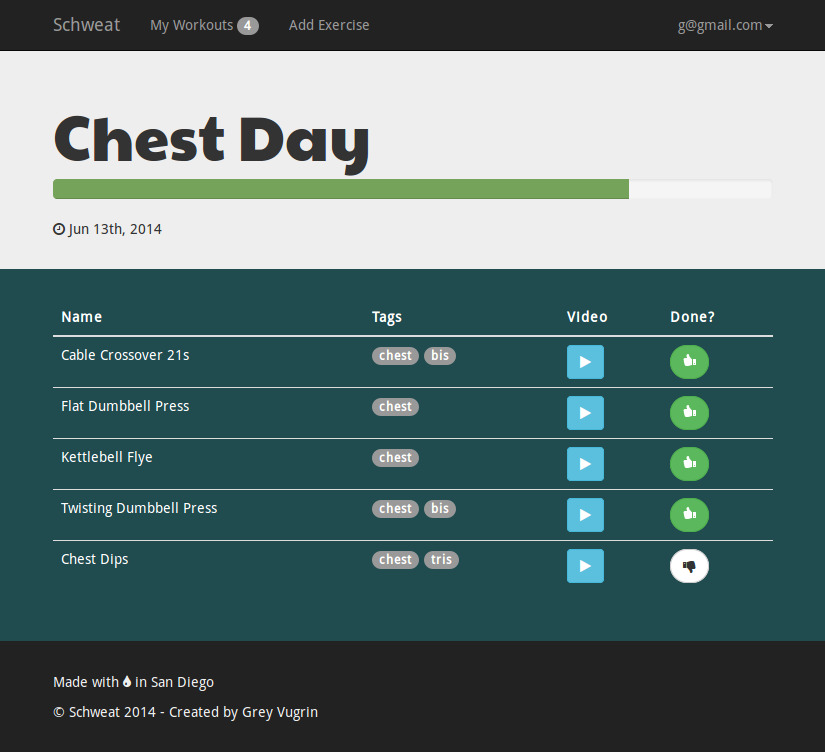 Schweat My Workouts 4 Add Exercise g@gmail.com
Chest Day
Jun 13th, 2014
Name Tags Video Done?
Cable Crossover 21s chest bis
Flat Dumbbell Press chest
Kettlebell Flye chest
Twisting Dumbbell Press chest bis
Chest Dips chest tris
Made with in San Diego
© Schweat 2014 - Created by Grey Vugrin